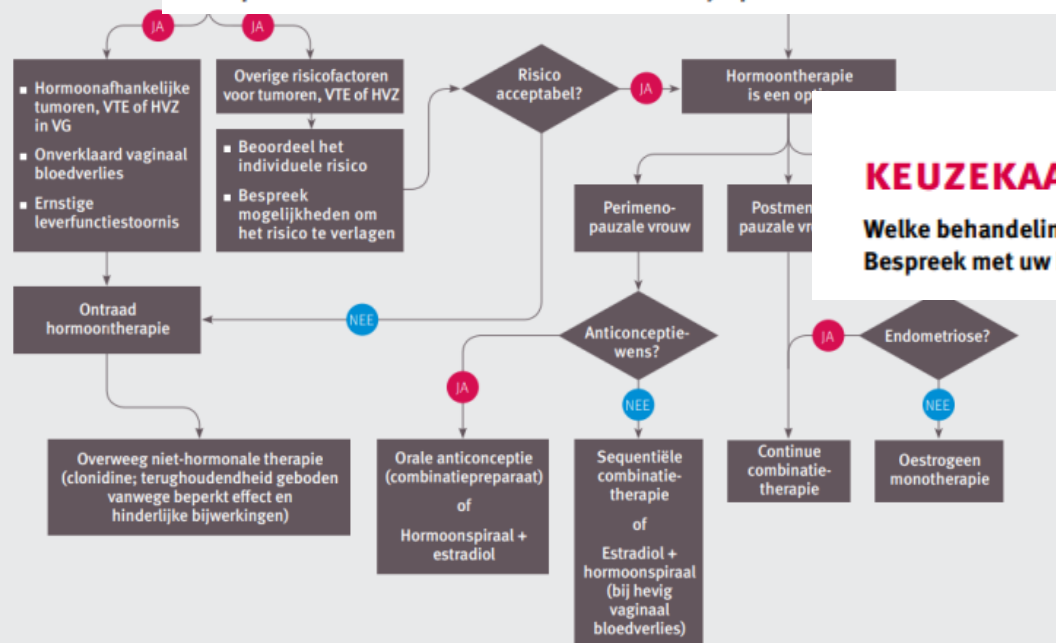 JA
JA
Hormoonafhankelijke
tumoren, VTE of HVZ
in VG
Onverklaard vaginaal
bloedverlies
Ernstige
leverfunctiestoornis
Overige risicofactoren
voor tumoren, VTE of HVZ
Beoordeel het
individuele risico
Bespreek
mogelijkheden om
het risico te verlagen
Risico
acceptabel?
JA
Hormoontherapie
is een
KEUZEKAA
Welke behandelin
Bespreek met uw
Perimeno-
pauzale vrouw
Postmen
pauzale
Ontraad
hormoontherapie
NEE
Anticonceptie-
wens?
JA
Endometriose?
JA
NEE
NEE
Overweeg niet-hormonale therapie
(clonidine; terughoudendheid geboden
vanwege beperkt effect en
hinderlijke bijwerkingen)
Orale anticonceptie
(combinatiepreparaat)
of
Hormoonspiraal +
estradiol
Sequentiële
combinatie-
therapie
of
Estradiol +
hormoonspiraal
(bij hevig
vaginaal
bloedverlies)
Continue
combinatie-
therapie
Oestrogeen
monotherapie